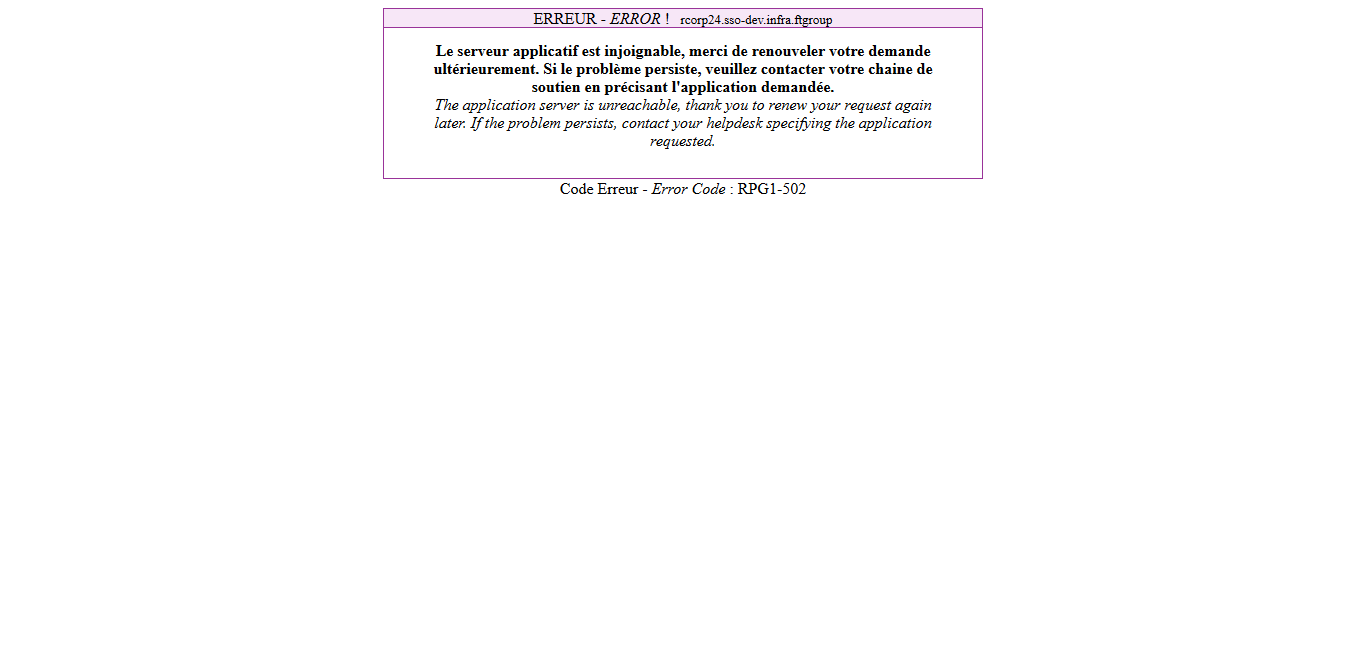 ERREUR - ERROR ! rcorp24.sso-dev.infra.ftgroup
Le serveur applicatif est injoignable, merci de renouveler votre demande
ultérieurement. Si le problème persiste, veuillez contacter votre chaine de
soutien en précisant l'application demandée.
The application server is unreachable, thank you to renew your request again
later. If the problem persists, contact your helpdesk specifying the application
requested.
Code Erreur - Error Code : RPG1-502